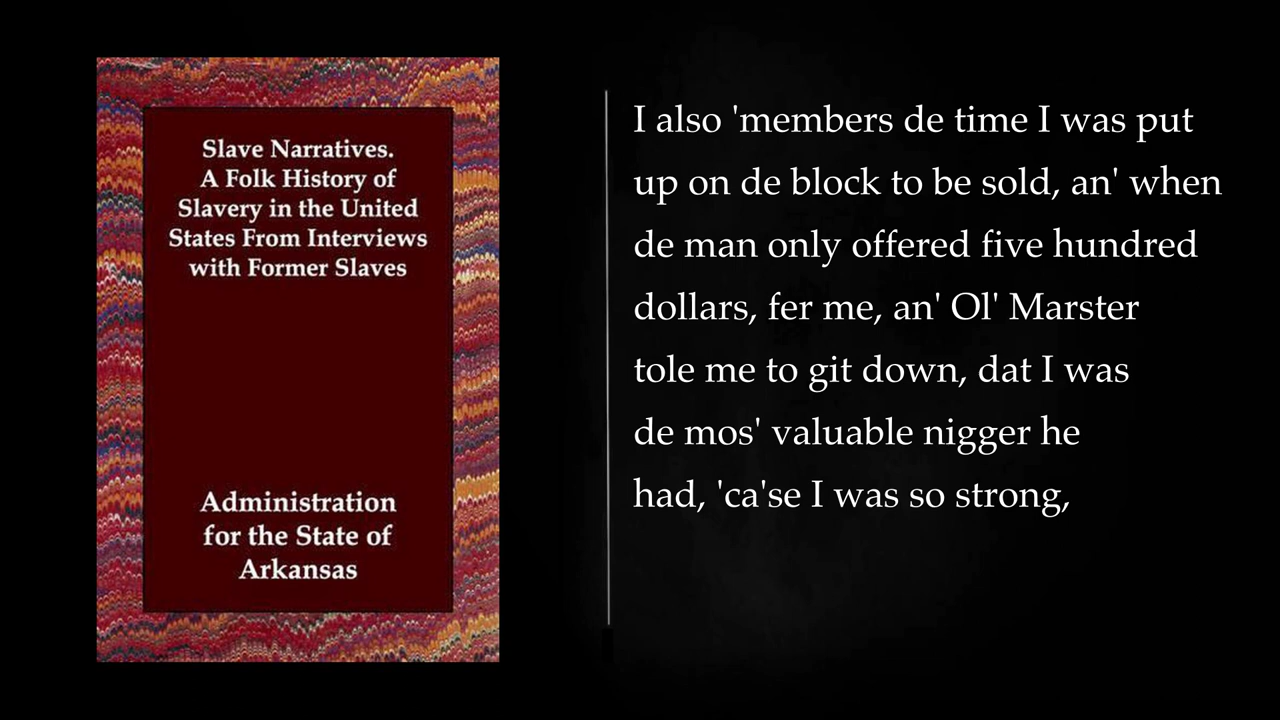 Slave Narratives.
A Folk History of
Slavery in the United
States From Interviews
with Former Slaves
Administration
for the State of
Arkansas
I also 'members de time I was put
up on de block to be sold, an' when
de man only offered five hundred
dollars, fer me, an' Ol' Marster
tole me to git down, dat I was
de mos' valuable nigger he
had, 'ca'se I was so strong,